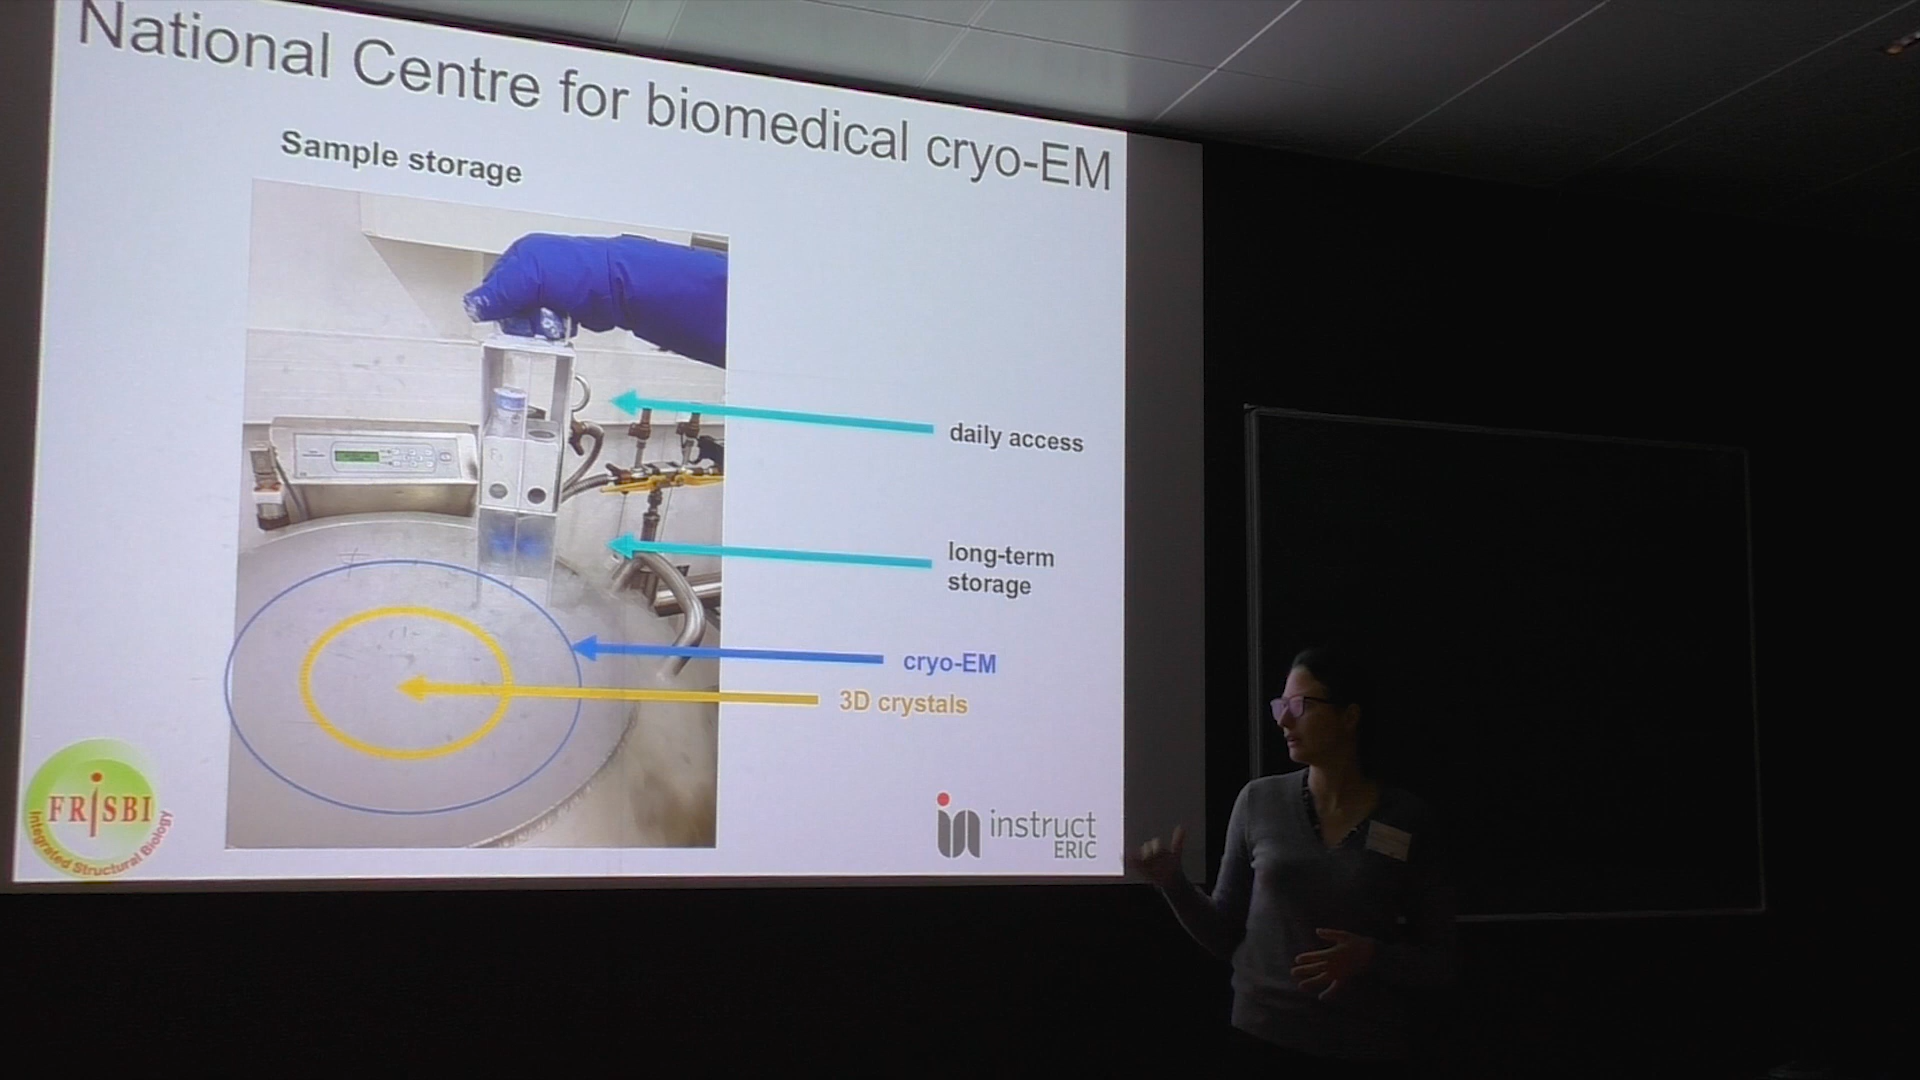 National Centre for biomedical cryo-EM
Sample storage
daily access
long-term
storage
cryo-EM
3D crystals
FRISBI
Integrated Structural Biology
instruct
ERIC